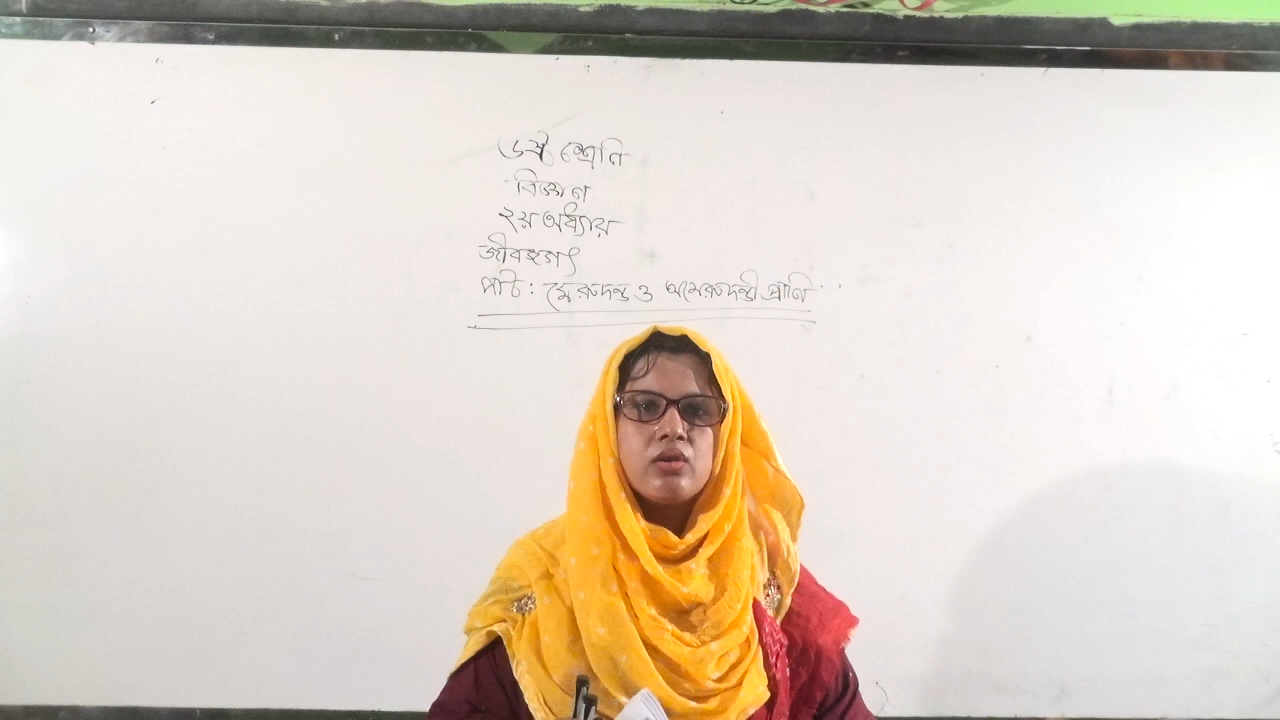 ৬ষ্ঠ শ্রেণি
বিজ্ঞান
২য় অধ্যায়
জীবজগৎ
পাঠ: মেরুদন্ডী ও অমেরুদন্ডী প্রাণি